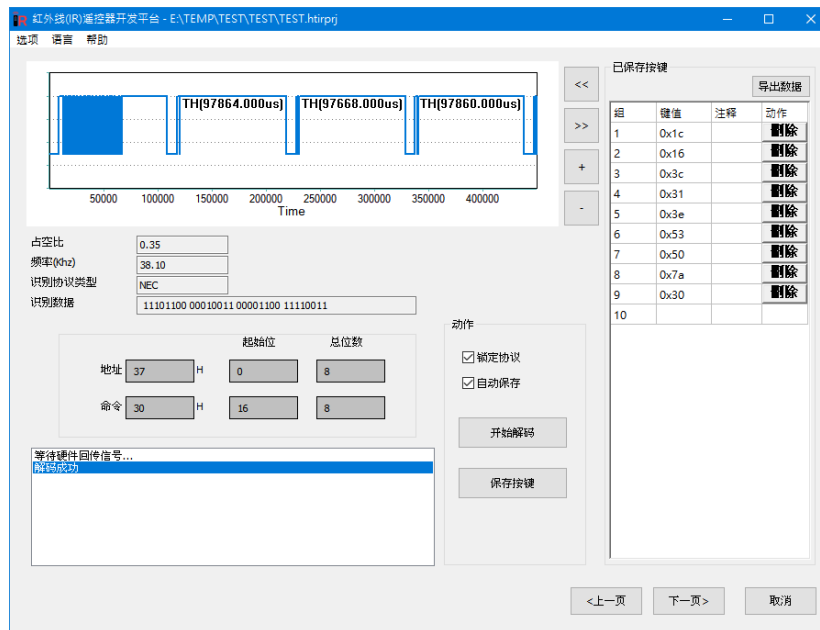 红外线(IR)遥控器开发平台 - E:\TEMP\TEST\TEST\TEST.htirprj
选项 语言 帮助
TH(97864.000us) TH(97668.000us) TH(97860.000us)
50000 100000 150000 200000 250000 300000 350000 400000
Time
<<
>>
+
-
占空比 0.35
频率(Khz) 38.10
识别协议类型 NEC
识别数据 11101100 00010011 00001100 11110011
起始位 总位数
地址 37 H 0 8
命令 30 H 16 8
等待硬件回传信号...
解码成功
动作
锁定协议
自动保存
开始解码
保存按键
已保存按键
导出数据
组 键值 注释 动作
1 0x1c 删除
2 0x16 删除
3 0x3c 删除
4 0x31 删除
5 0x3e 删除
6 0x53 删除
7 0x50 删除
8 0x7a 删除
9 0x30 删除
10
<上一页 下一页> 取消